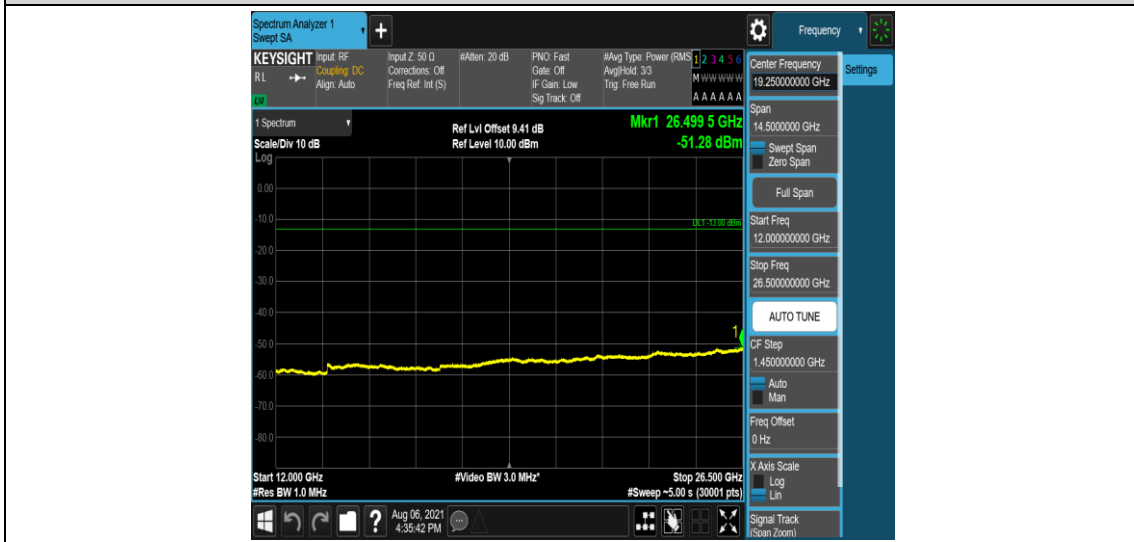 Spectrum Analyzer 1
Swept SA
+
Frequency
KEYSIGHT
RL
LXI
Input: RF
Coupling: DC
Align: Auto
Input Z: 50 Ω
Corrections: Off
Freq Ref: Int (S)
#Atten: 20 dB
PNO: Fast
Gate: Off
IF Gain: Low
Sig Track: Off
#Avg Type: Power (RMS
Avg|Hold: 3/3
Trig: Free Run
1 2 3 4 5 6
M W W W W W
A A A A A A
1 Spectrum
Scale/Div 10 dB
Log
Ref Lvl Offset 9.41 dB
Ref Level 10.00 dBm
Mkr1 26.499 5 GHz
-51.28 dBm
0.00
-10.0
DL1 -13.00 dBm
-20.0
-30.0
-40.0
1
-50.0
-60.0
-70.0
-80.0
Start 12.000 GHz
#Res BW 1.0 MHz
#Video BW 3.0 MHz*
Stop 26.500 GHz
#Sweep ~5.00 s (30001 pts)
?
Aug 06, 2021
4:35:42 PM
Center Frequency
19.250000000 GHz
Settings
Span
14.5000000 GHz
Swept Span
Zero Span
Full Span
Start Freq
12.000000000 GHz
Stop Freq
26.500000000 GHz
AUTO TUNE
CF Step
1.450000000 GHz
Auto
Man
Freq Offset
0 Hz
X Axis Scale
Log
Lin
Signal Track
(Span Zoom)